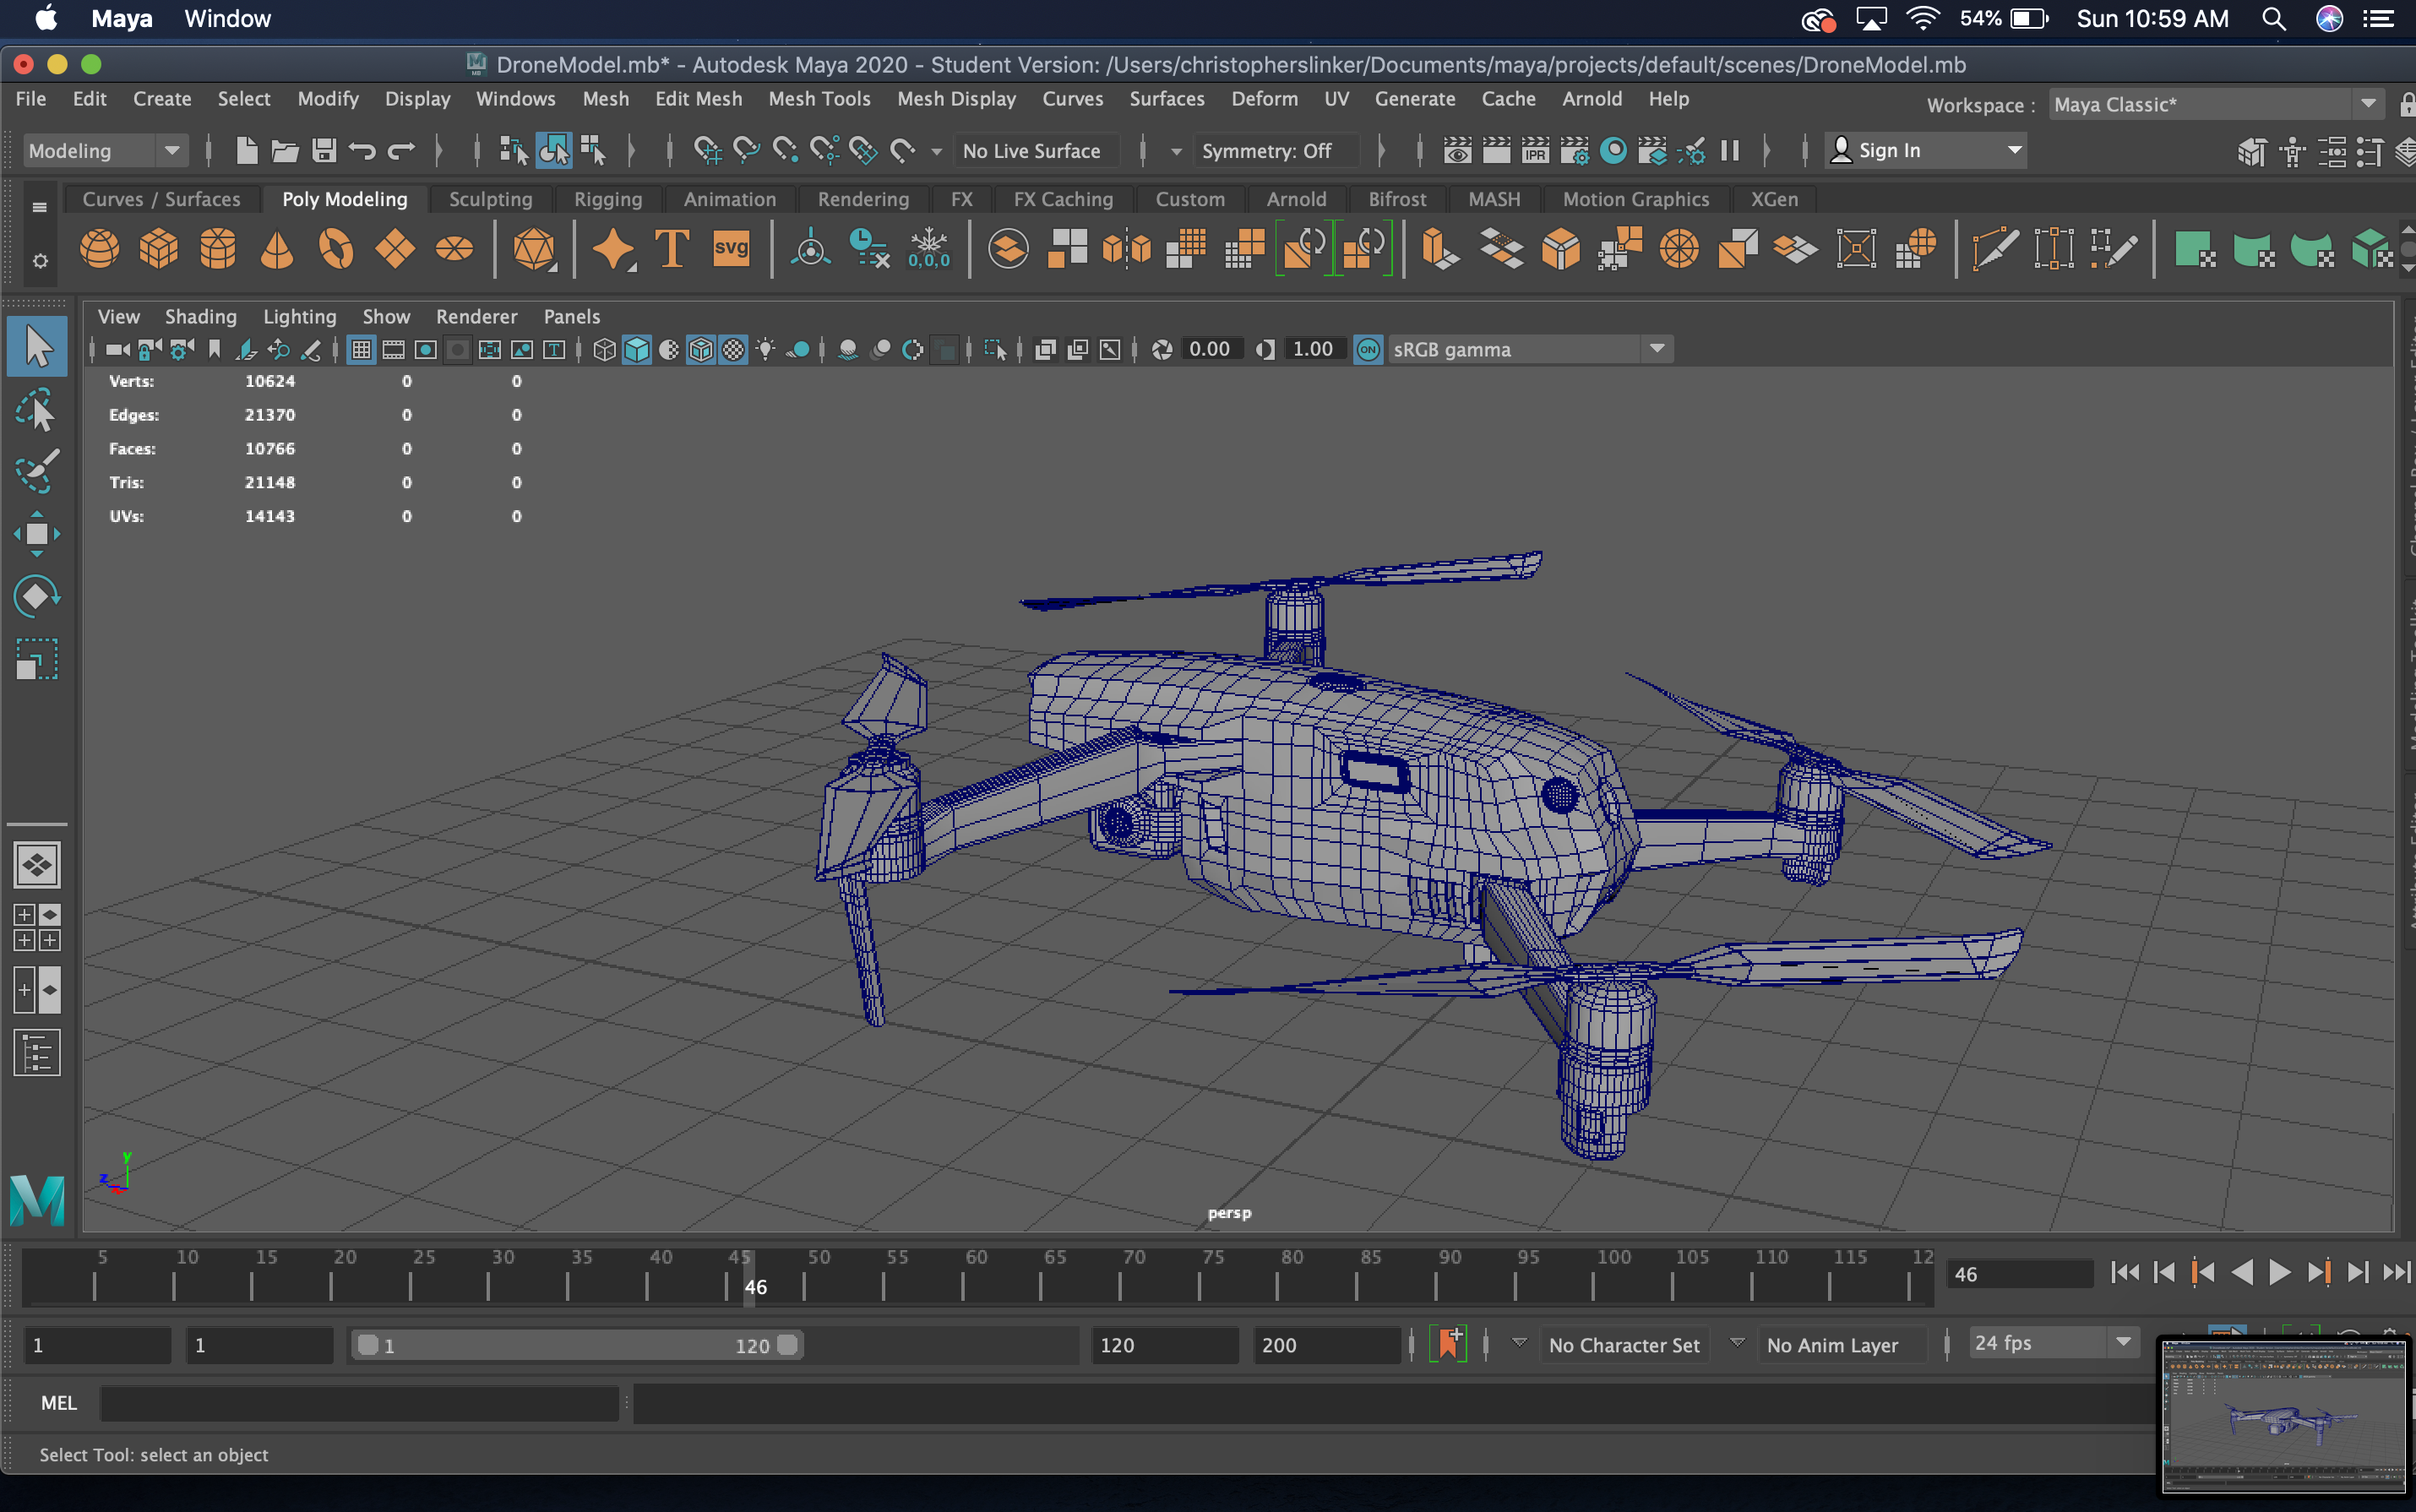 Maya Window 54% Sun 10:59 AM
DroneModel.mb* - Autodesk Maya 2020 - Student Version: /Users/christopherslinker/Documents/maya/projects/default/scenes/DroneModel.mb
File Edit Create Select Modify Display Windows Mesh Edit Mesh Mesh Tools Mesh Display Curves Surfaces Deform UV Generate Cache Arnold Help Workspace : Maya Classic*
Modeling No Live Surface Symmetry: Off IPR Sign In
Curves / Surfaces Poly Modeling Sculpting Rigging Animation Rendering FX FX Caching Custom Arnold Bifrost MASH Motion Graphics XGen
T svg 0,0,0
View Shading Lighting Show Renderer Panels
T 0.00 1.00 ON sRGB gamma
Verts: 10624 0 0
Edges: 21370 0 0
Faces: 10766 0 0
Tris: 21148 0 0
UVs: 14143 0 0
y
z
M
persp
5 10 15 20 25 30 35 40 45 50 55 60 65 70 75 80 85 90 95 100 105 110 115 12
46 46
1 1 1 120 120 200 No Character Set No Anim Layer 24 fps
MEL
Select Tool: select an object